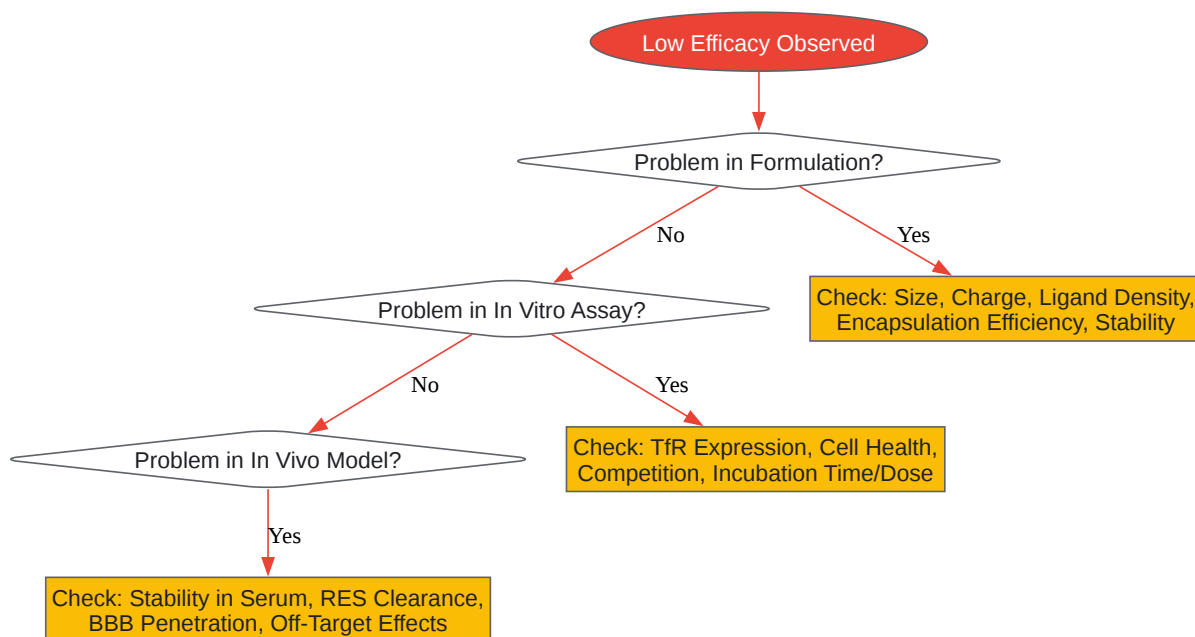 Low Efficacy Observed
Problem in Formulation?
No
Yes
Problem in In Vitro Assay?
Check: Size, Charge, Ligand Density,
Encapsulation Efficiency, Stability
No
Yes
Problem in In Vivo Model?
Check: TfR Expression, Cell Health,
Competition, Incubation Time/Dose
Yes
Check: Stability in Serum, RES Clearance,
BBB Penetration, Off-Target Effects